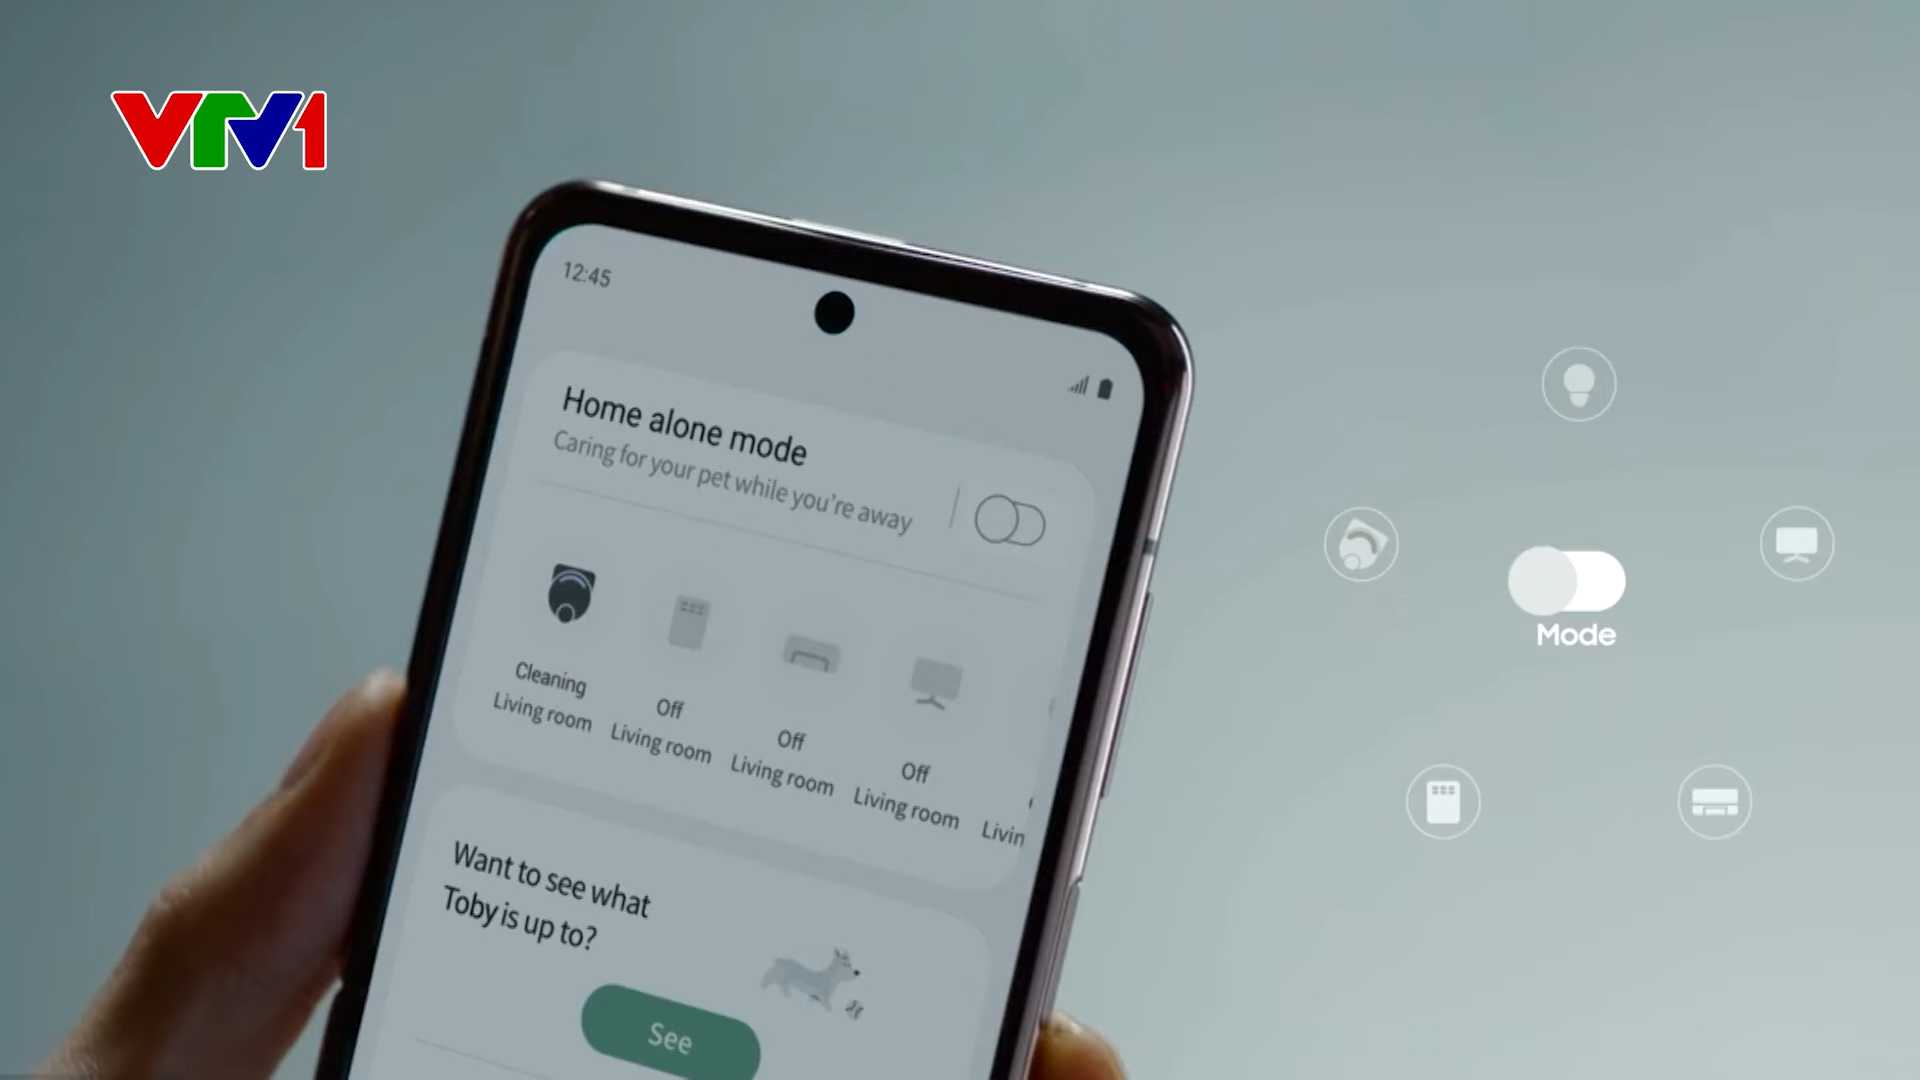 VTV1
12:45
Home alone mode
Caring for your pet while you're away
Cleaning
Living room
Off
Living room
Off
Living room
Off
Living room
Livin
Want to see what
Toby is up to?
See
Mode